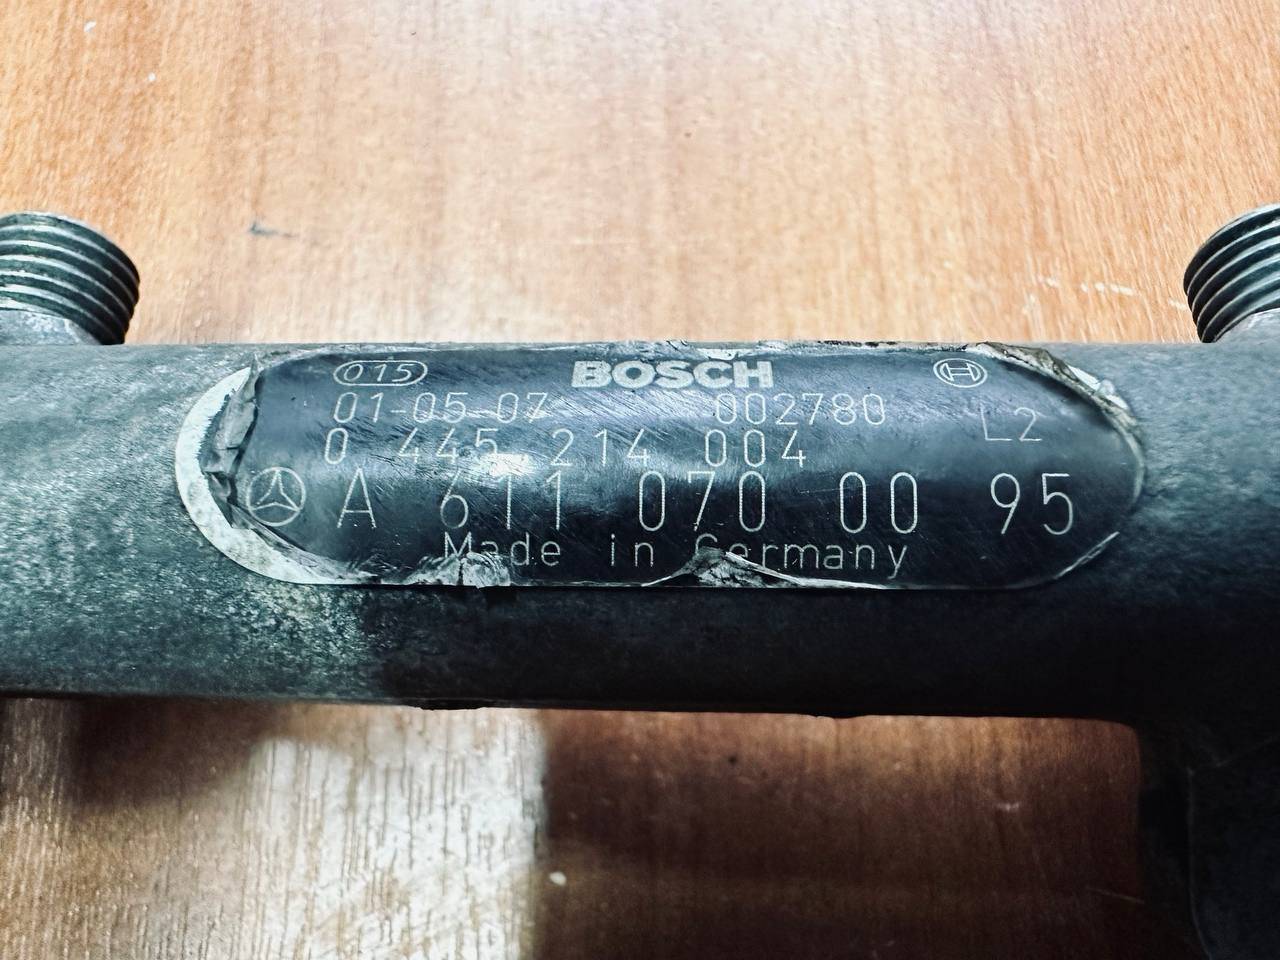 015 BOSCH
01-05-07 002780 L2
0 445 214 004
A 611 070 00 95
Made in Germany